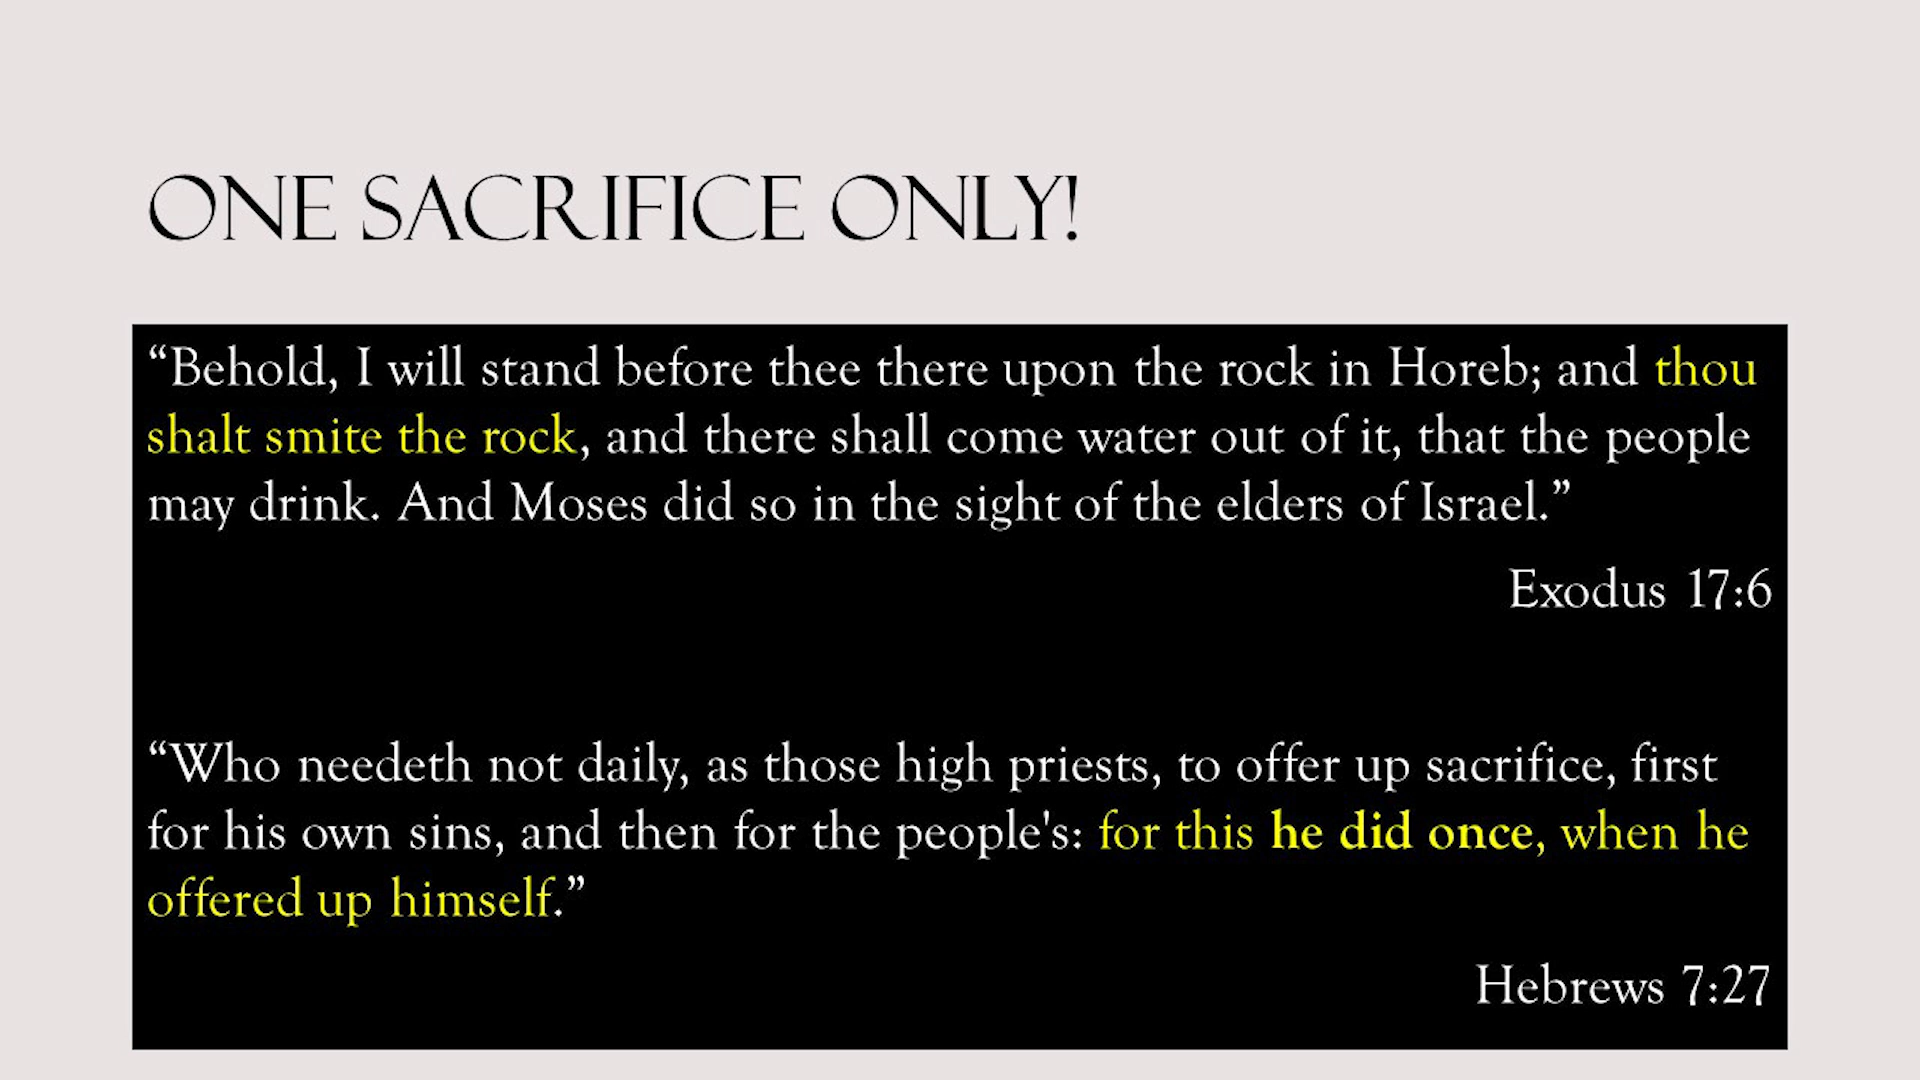 ONE SACRIFICE ONLY!
“Behold, I will stand before thee there upon the rock in Horeb; and thou
shalt smite the rock, and there shall come water out of it, that the people
may drink. And Moses did so in the sight of the elders of Israel.”
Exodus 17:6
“Who needeth not daily, as those high priests, to offer up sacrifice, first
for his own sins, and then for the people's: for this he did once, when he
offered up himself.”
Hebrews 7:27